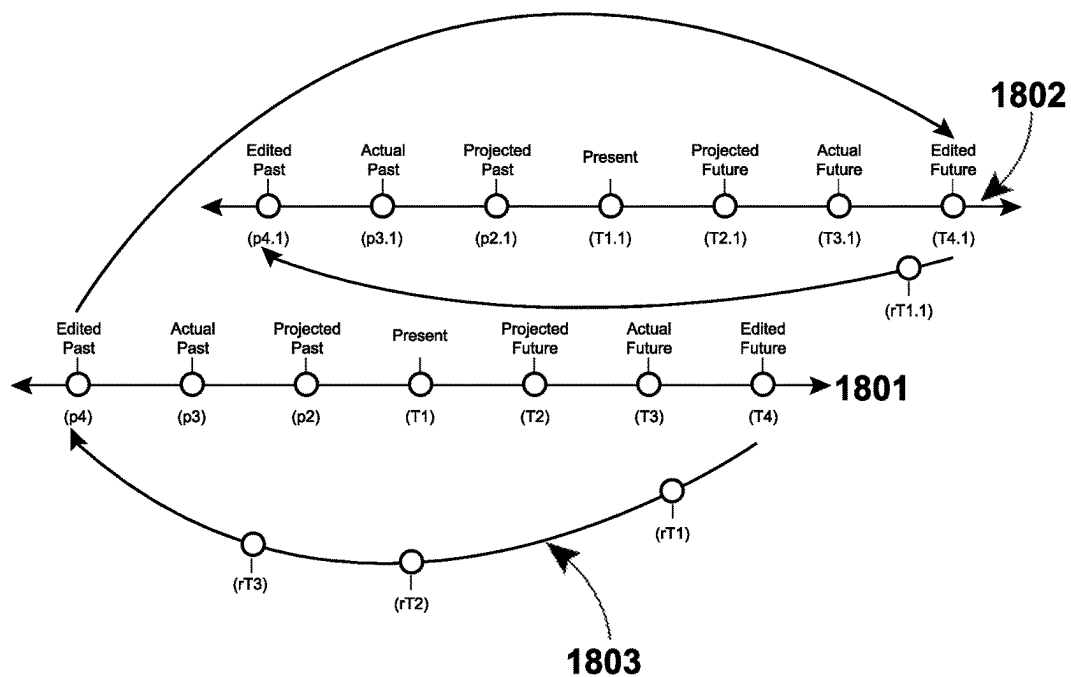 1802
Edited Past
Actual Past
Projected Past
Present
Projected Future
Actual Future
Edited Future
(p4.1)
(p3.1)
(p2.1)
(T1.1)
(T2.1)
(T3.1)
(T4.1)
(rT1.1)
Edited Past
Actual Past
Projected Past
Present
Projected Future
Actual Future
Edited Future
1801
(p4)
(p3)
(p2)
(T1)
(T2)
(T3)
(T4)
(rT1)
(rT3)
(rT2)
1803